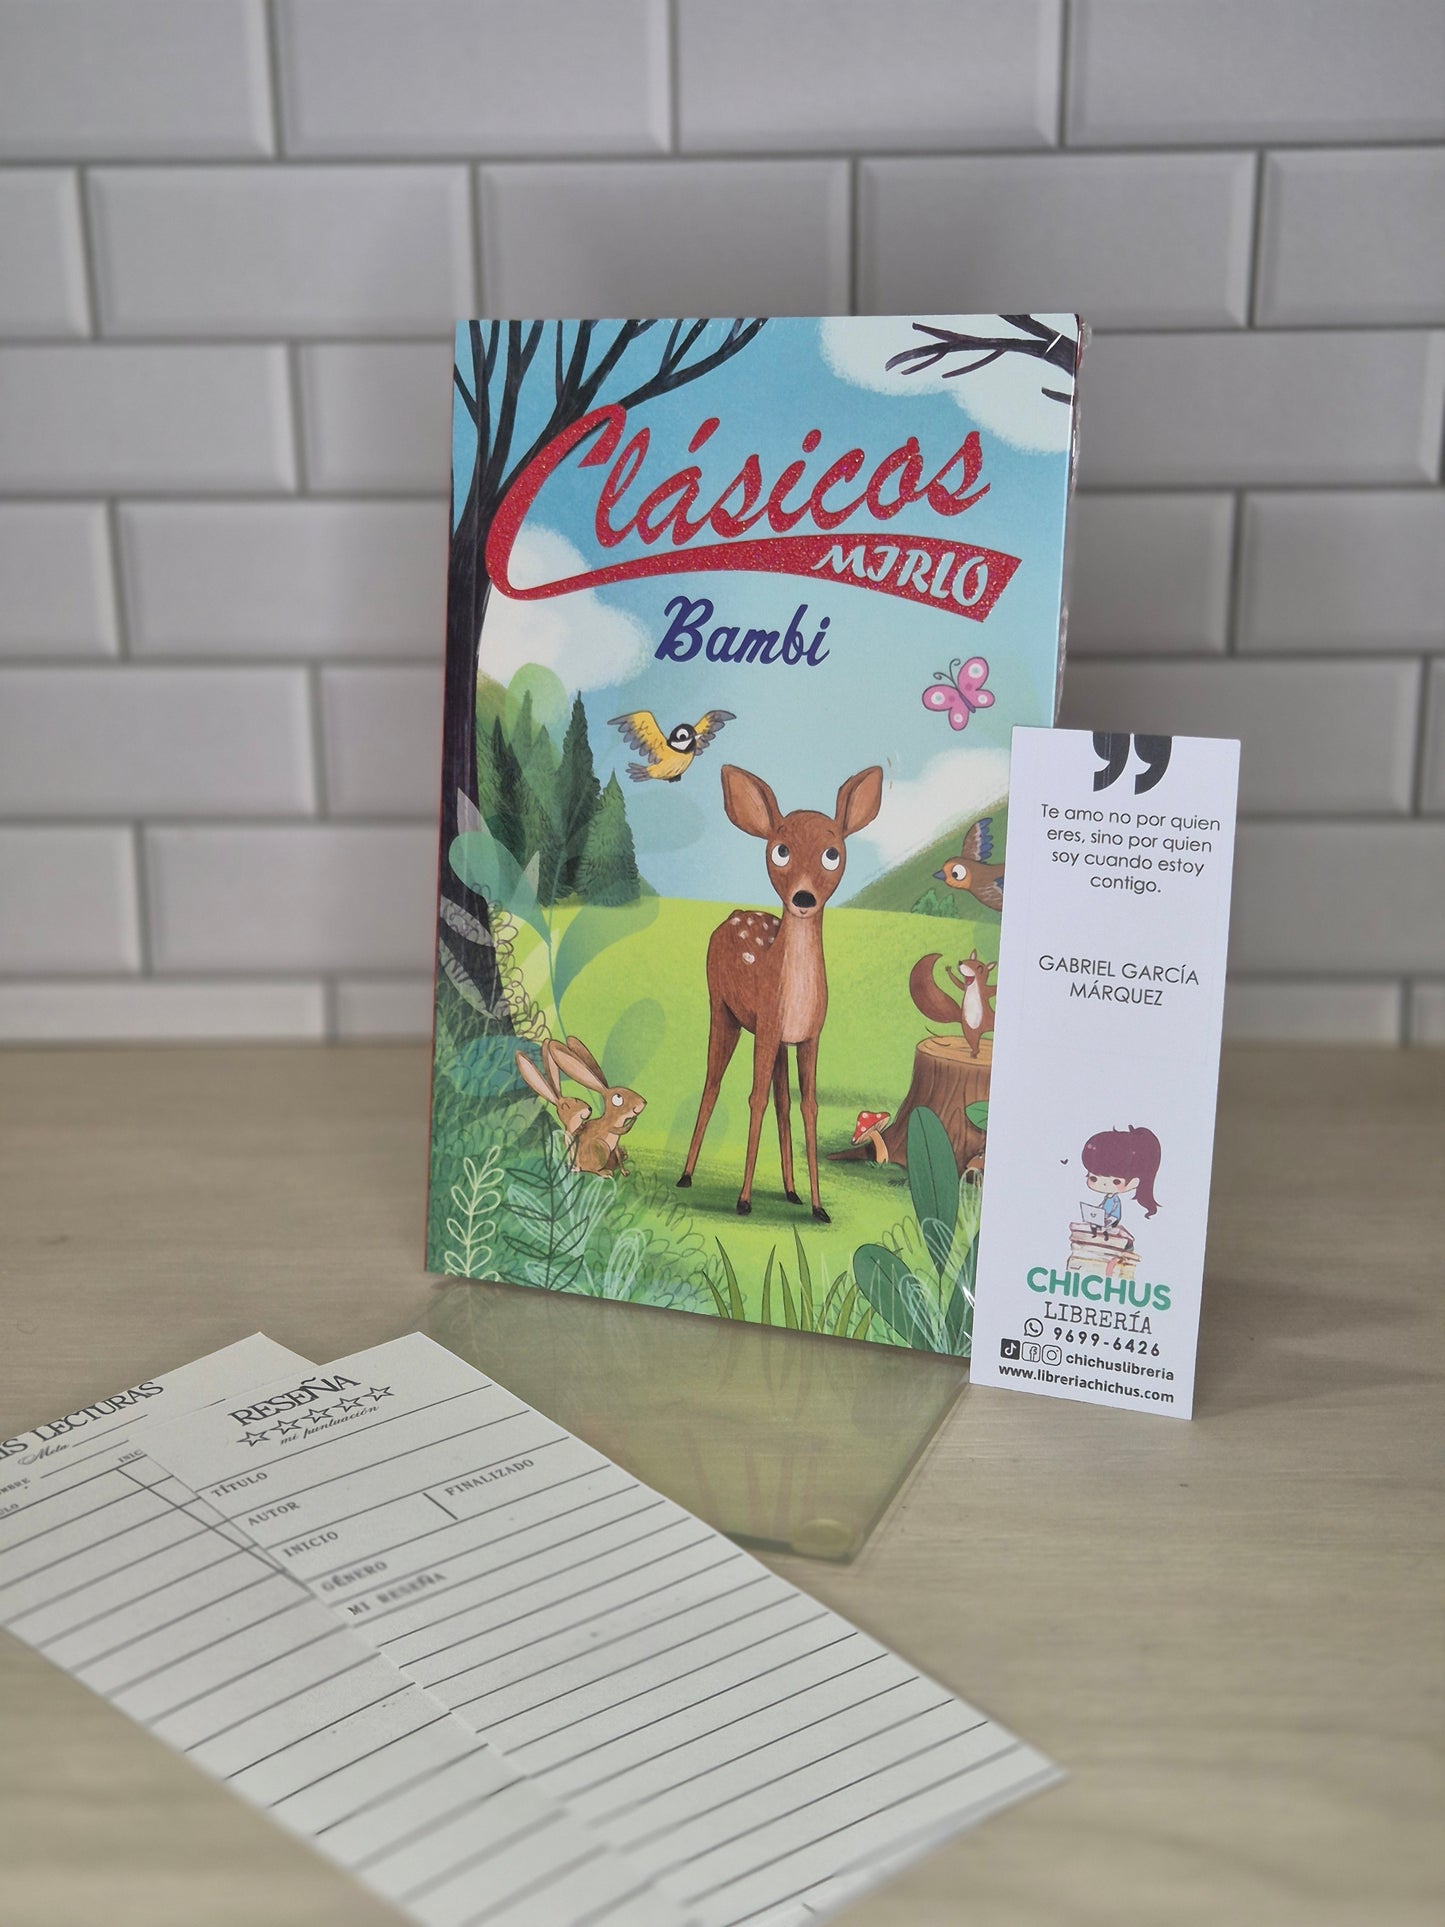 Clásicos
MIRLO
Bambi
Te amo no por quien
eres, sino por quien
soy cuando estoy
contigo.
GABRIEL GARCÍA
MÁRQUEZ
CHICHUS
LIBRERÍA
9699-6426
chichuslibreria
www.libreriachichus.com
LECTURAS
Meta
INIC
RESEÑA
mi puntuación
TÍTULO
AUTOR
INICIO
FINALIZADO
GÉNERO
MI RESEÑA